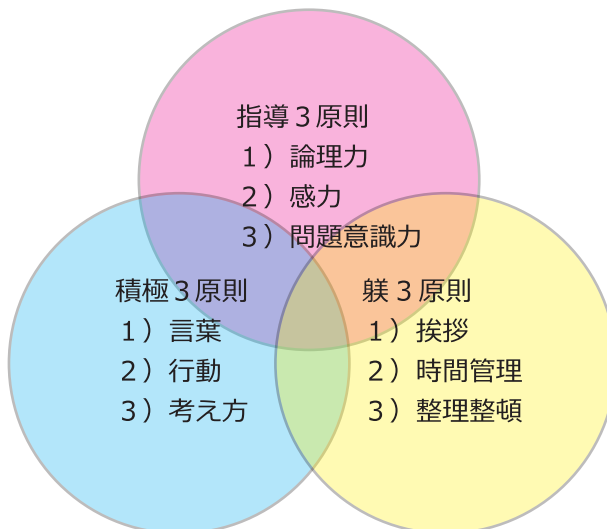 指導３原則
１）論理力
２）感力
３）問題意識力
積極３原則
１）言葉
２）行動
３）考え方
躾３原則
１）挨拶
２）時間管理
３）整理整頓